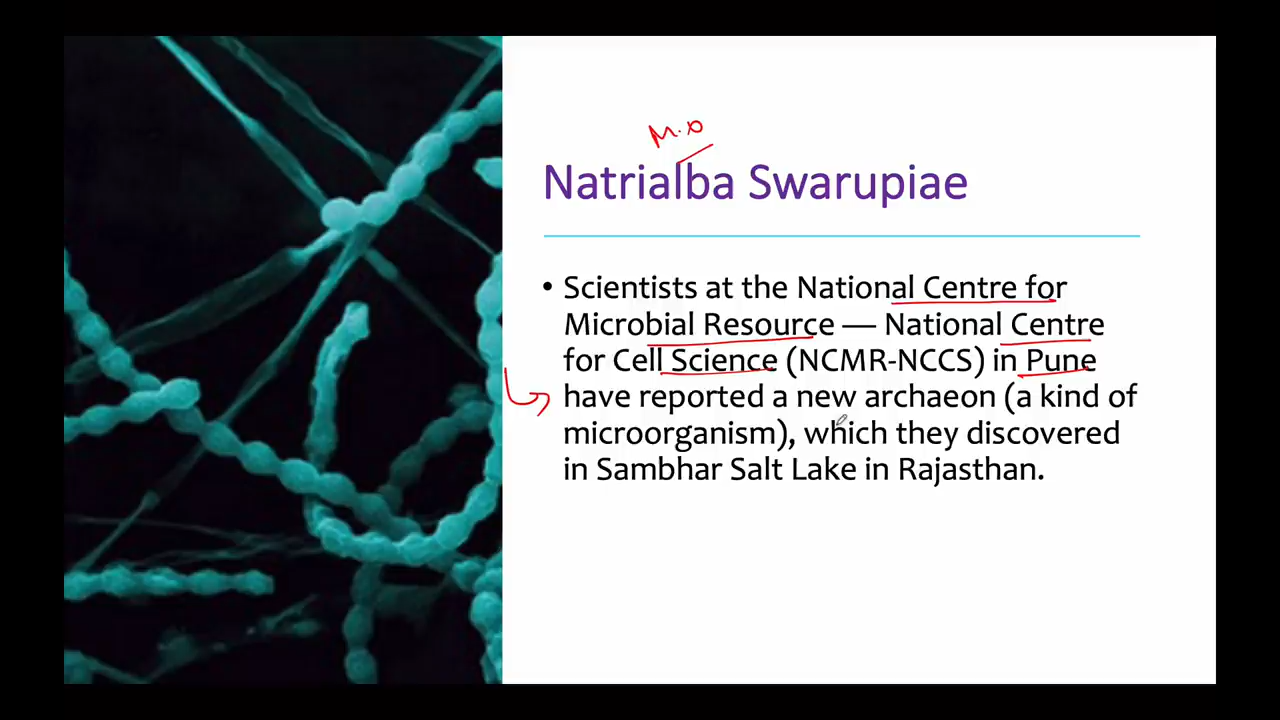 M.O
Natrialba Swarupiae
• Scientists at the National Centre for
Microbial Resource — National Centre
for Cell Science (NCMR-NCCS) in Pune
have reported a new archaeon (a kind of
microorganism), which they discovered
in Sambhar Salt Lake in Rajasthan.